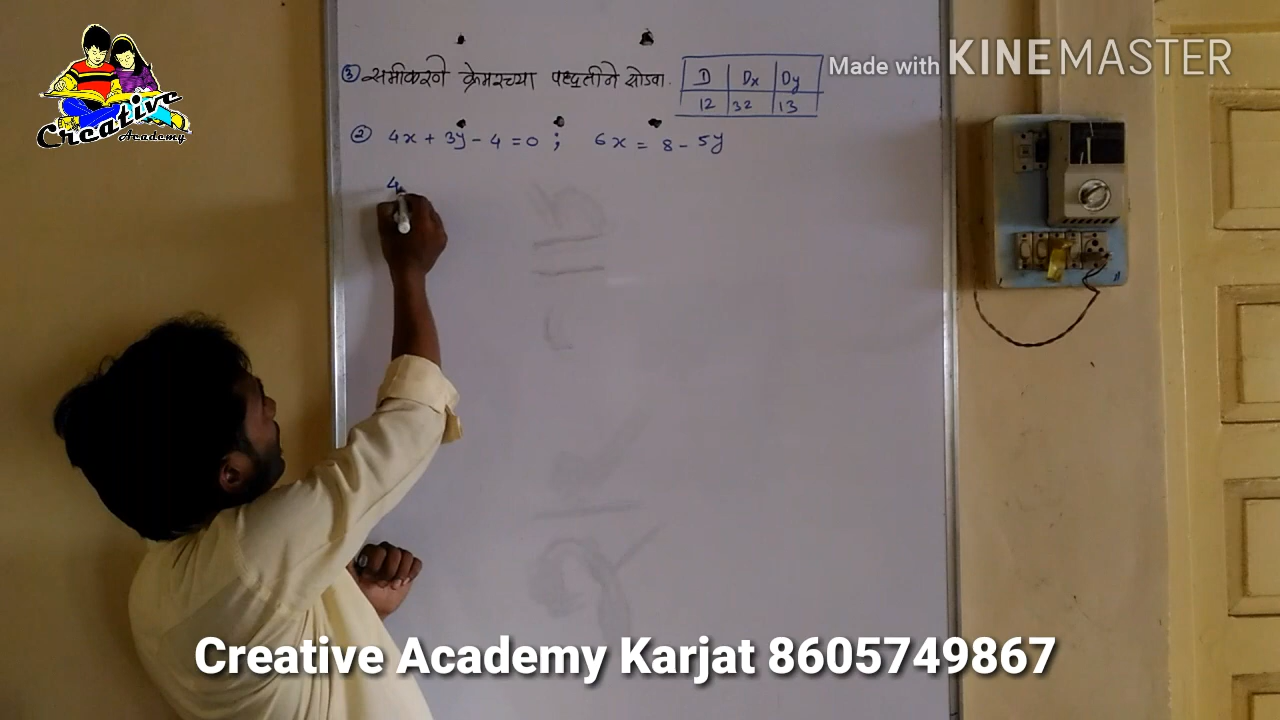 Creative
Academy
Made with KINEMASTER
③ समीकरणे क्रेमरच्या पद्धतीने सोडवा.
D Dx Dy
12 32 13
② 4x + 3y - 4 = 0 ; 6x = 8 - 5y
4
Creative Academy Karjat 8605749867